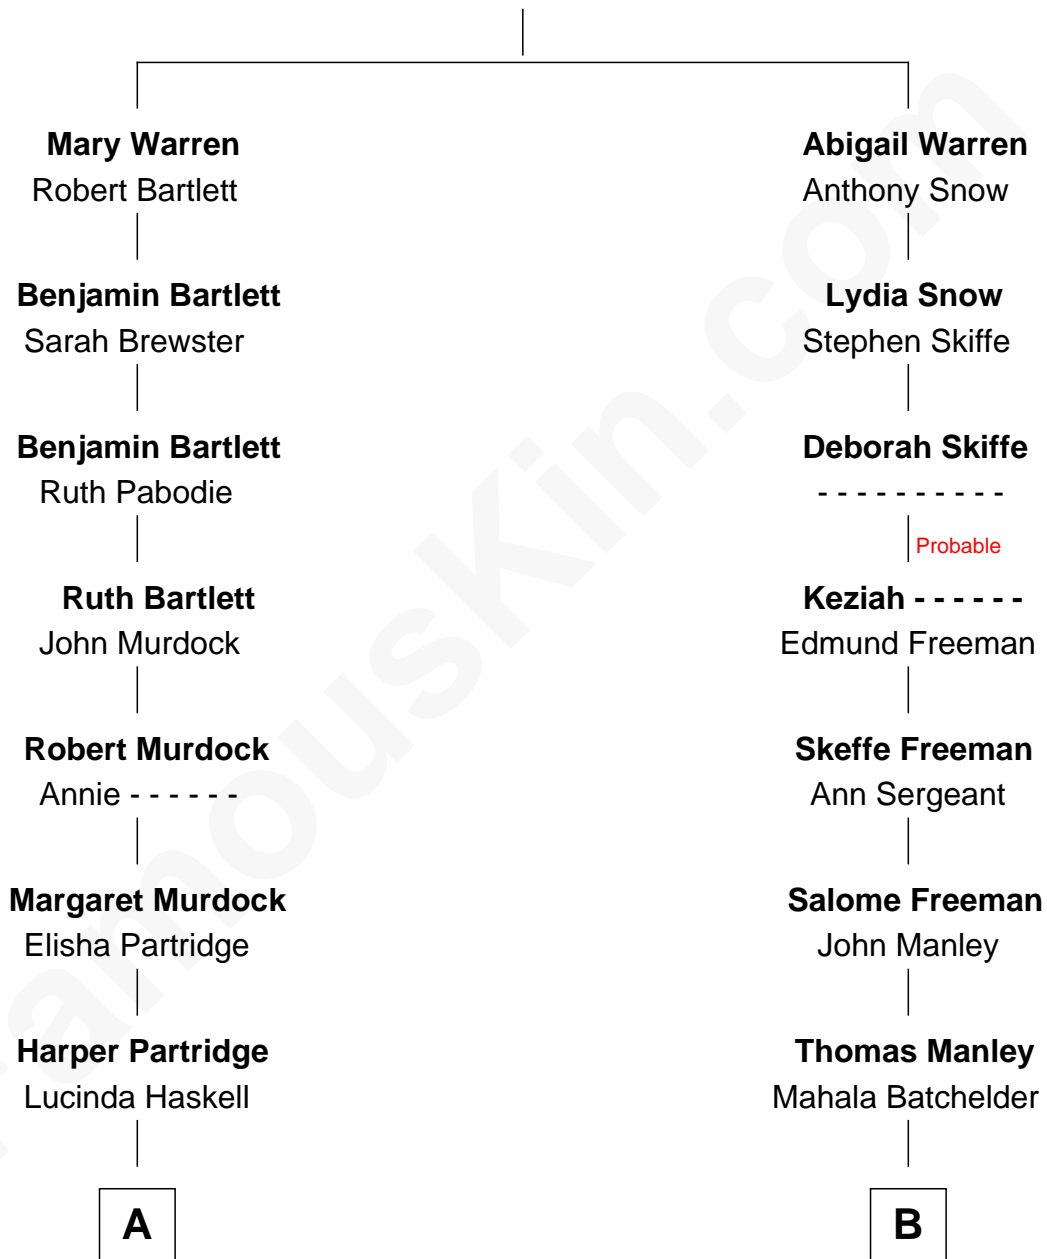 Mary Warren
Robert Bartlett
Benjamin Bartlett
Sarah Brewster
Benjamin Bartlett
Ruth Pabodie
Ruth Bartlett
John Murdock
Robert Murdock
Annie - - - - - -
Margaret Murdock
Elisha Partridge
Harper Partridge
Lucinda Haskell
A
Abigail Warren
Anthony Snow
Lydia Snow
Stephen Skiffe
Deborah Skiffe
- - - - - - - - - -
Probable
Keziah - - - - - -
Edmund Freeman
Skeffe Freeman
Ann Sergeant
Salome Freeman
John Manley
Thomas Manley
Mahala Batchelder
B
FamousKin.com